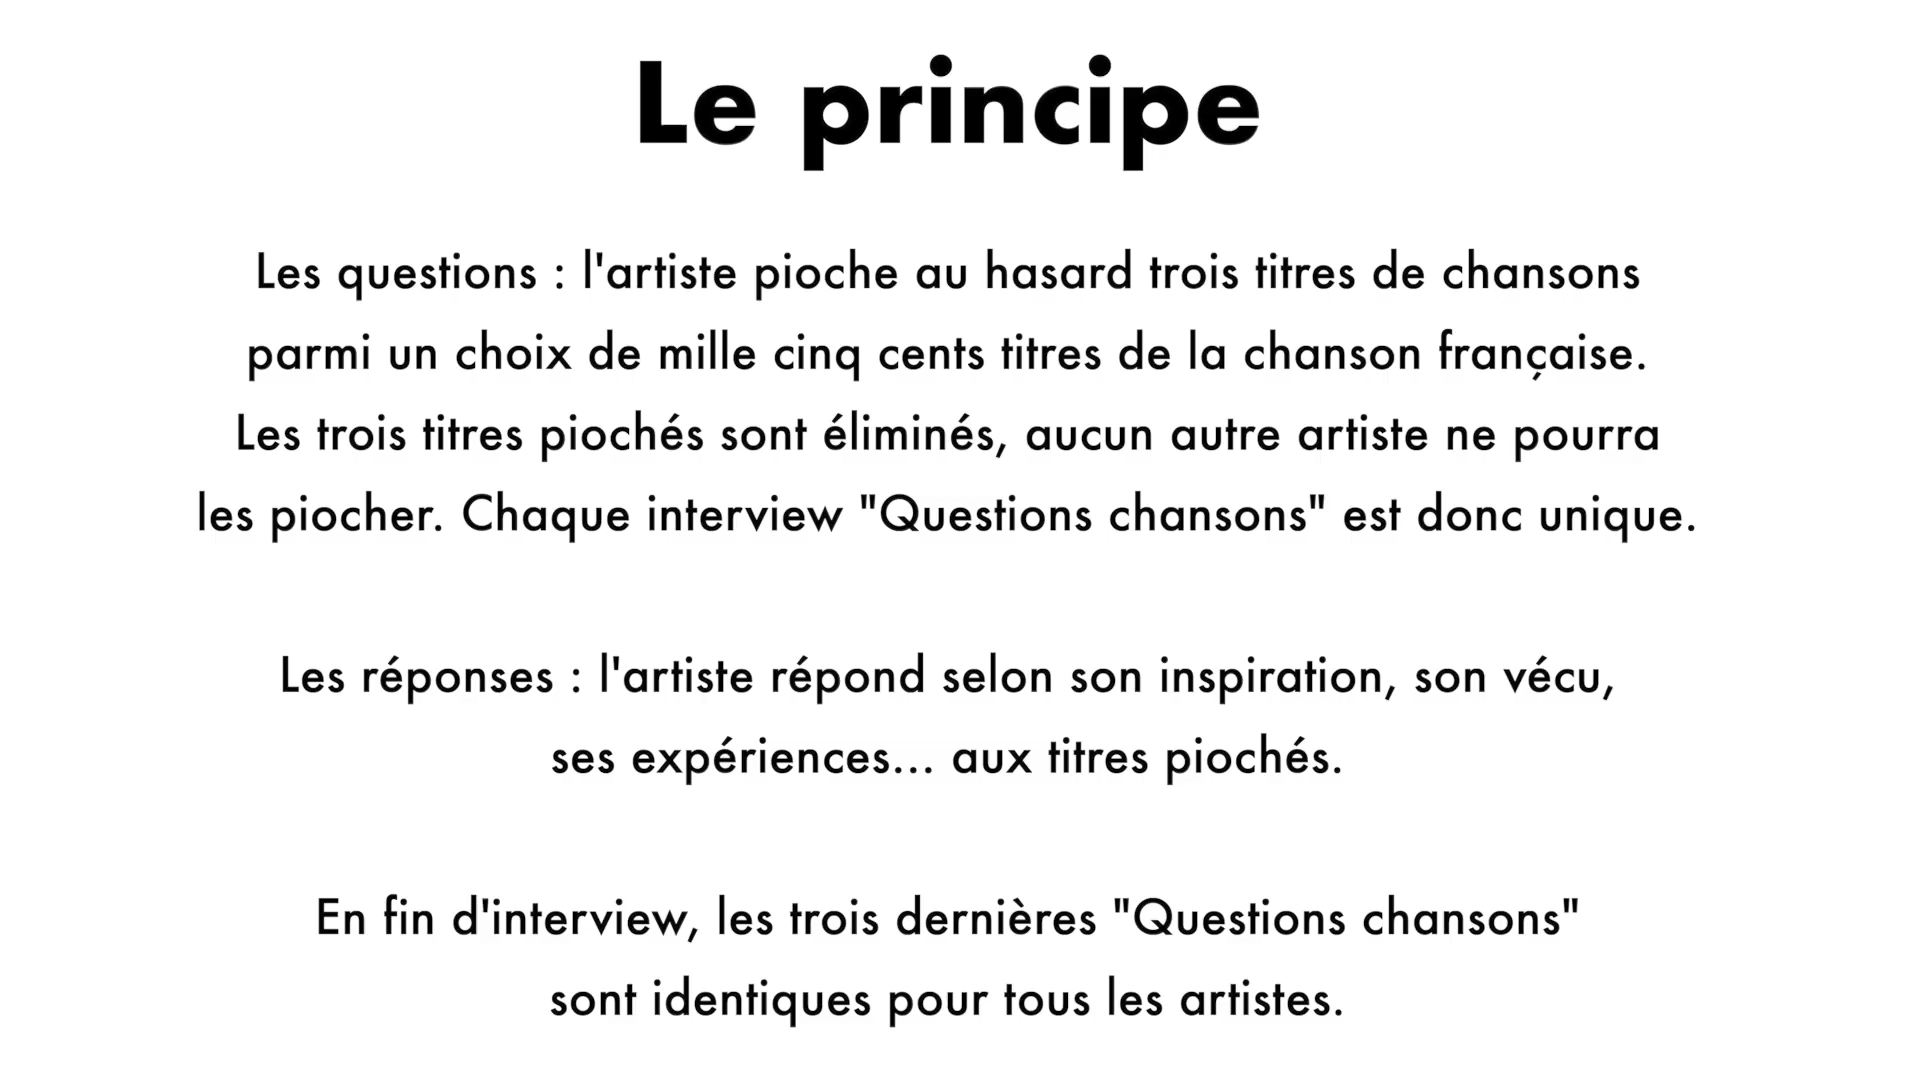 Le principe
Les questions : l'artiste pioche au hasard trois titres de chansons
parmi un choix de mille cinq cents titres de la chanson française.
Les trois titres piochés sont éliminés, aucun autre artiste ne pourra
les piocher. Chaque interview "Questions chansons" est donc unique.
Les réponses : l'artiste répond selon son inspiration, son vécu,
ses expériences... aux titres piochés.
En fin d'interview, les trois dernières "Questions chansons"
sont identiques pour tous les artistes.